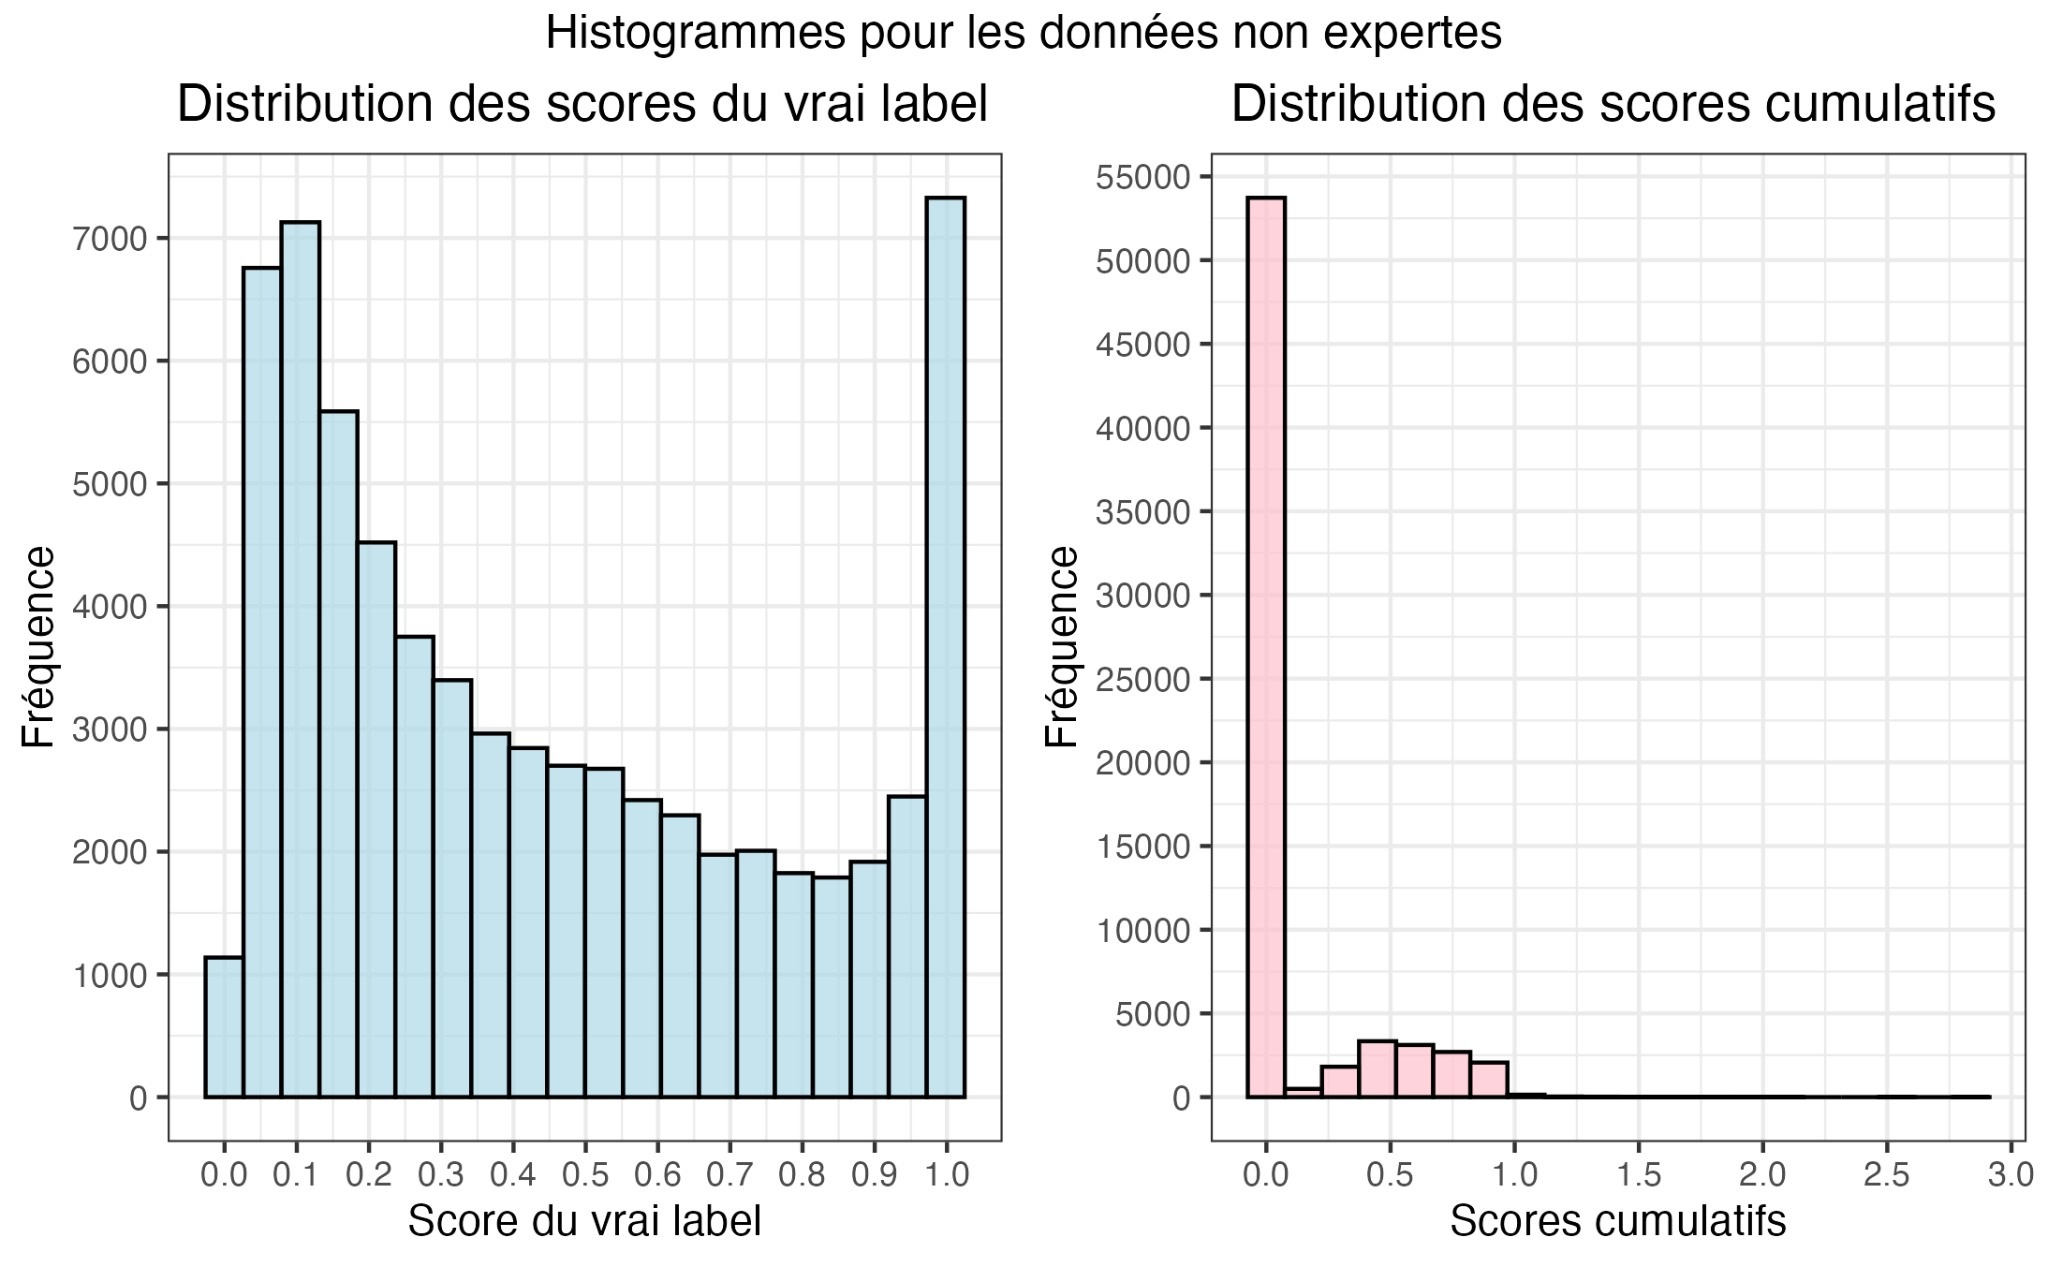 Histogrammes pour les données non expertes
Distribution des scores du vrai label
7000
6000
5000
4000
3000
2000
1000
0
Fréquence
0.0 0.1 0.2 0.3 0.4 0.5 0.6 0.7 0.8 0.9 1.0
Score du vrai label
Distribution des scores cumulatifs
55000
50000
45000
40000
35000
30000
25000
20000
15000
10000
5000
0
Fréquence
0.0 0.5 1.0 1.5 2.0 2.5 3.0
Scores cumulatifs